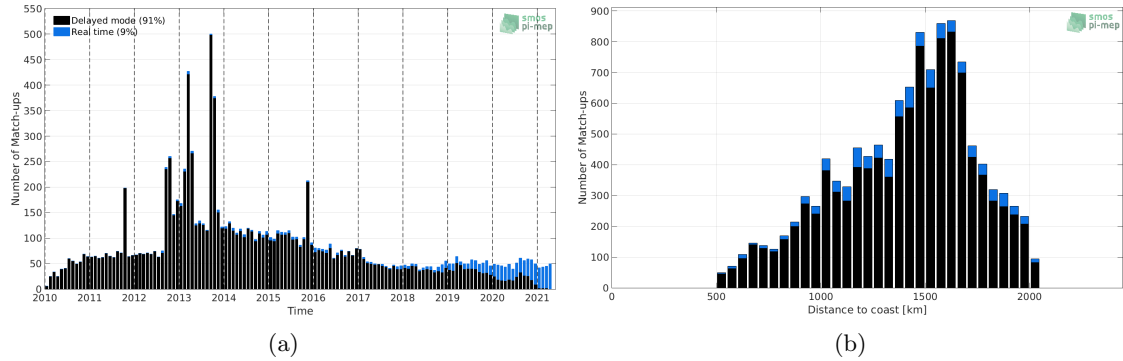 Delayed mode (91%)
Real time (9%)
smos
pi-mep
Number of Match-ups
550
500
450
400
350
300
250
200
150
100
50
0
2010 2011 2012 2013 2014 2015 2016 2017 2018 2019 2020 2021
Time
(a)
smos
pi-mep
Number of Match-ups
900
800
700
600
500
400
300
200
100
0
0 500 1000 1500 2000
Distance to coast [km]
(b)